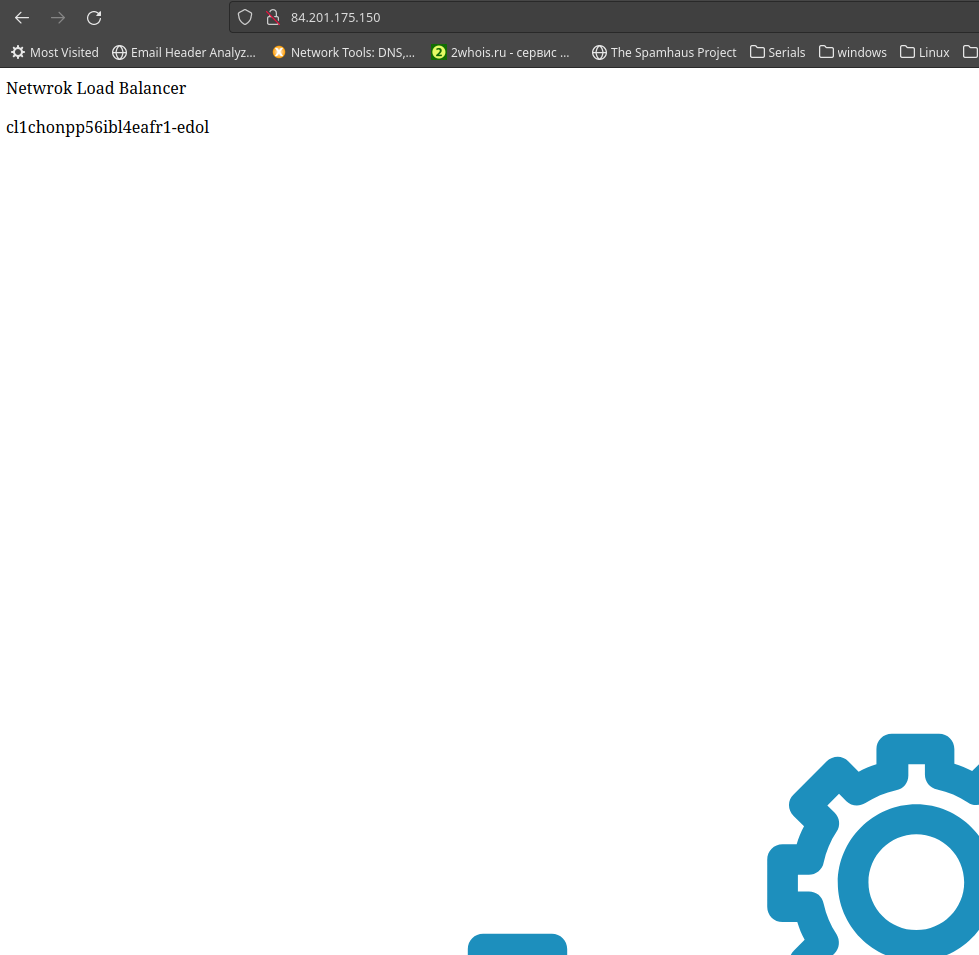 84.201.175.150
Most Visited Email Header Analyz... Network Tools: DNS,... 2 2whois.ru - сервис ... The Spamhaus Project Serials windows Linux
Netwrok Load Balancer
cl1chonpp56ibl4eafr1-edol